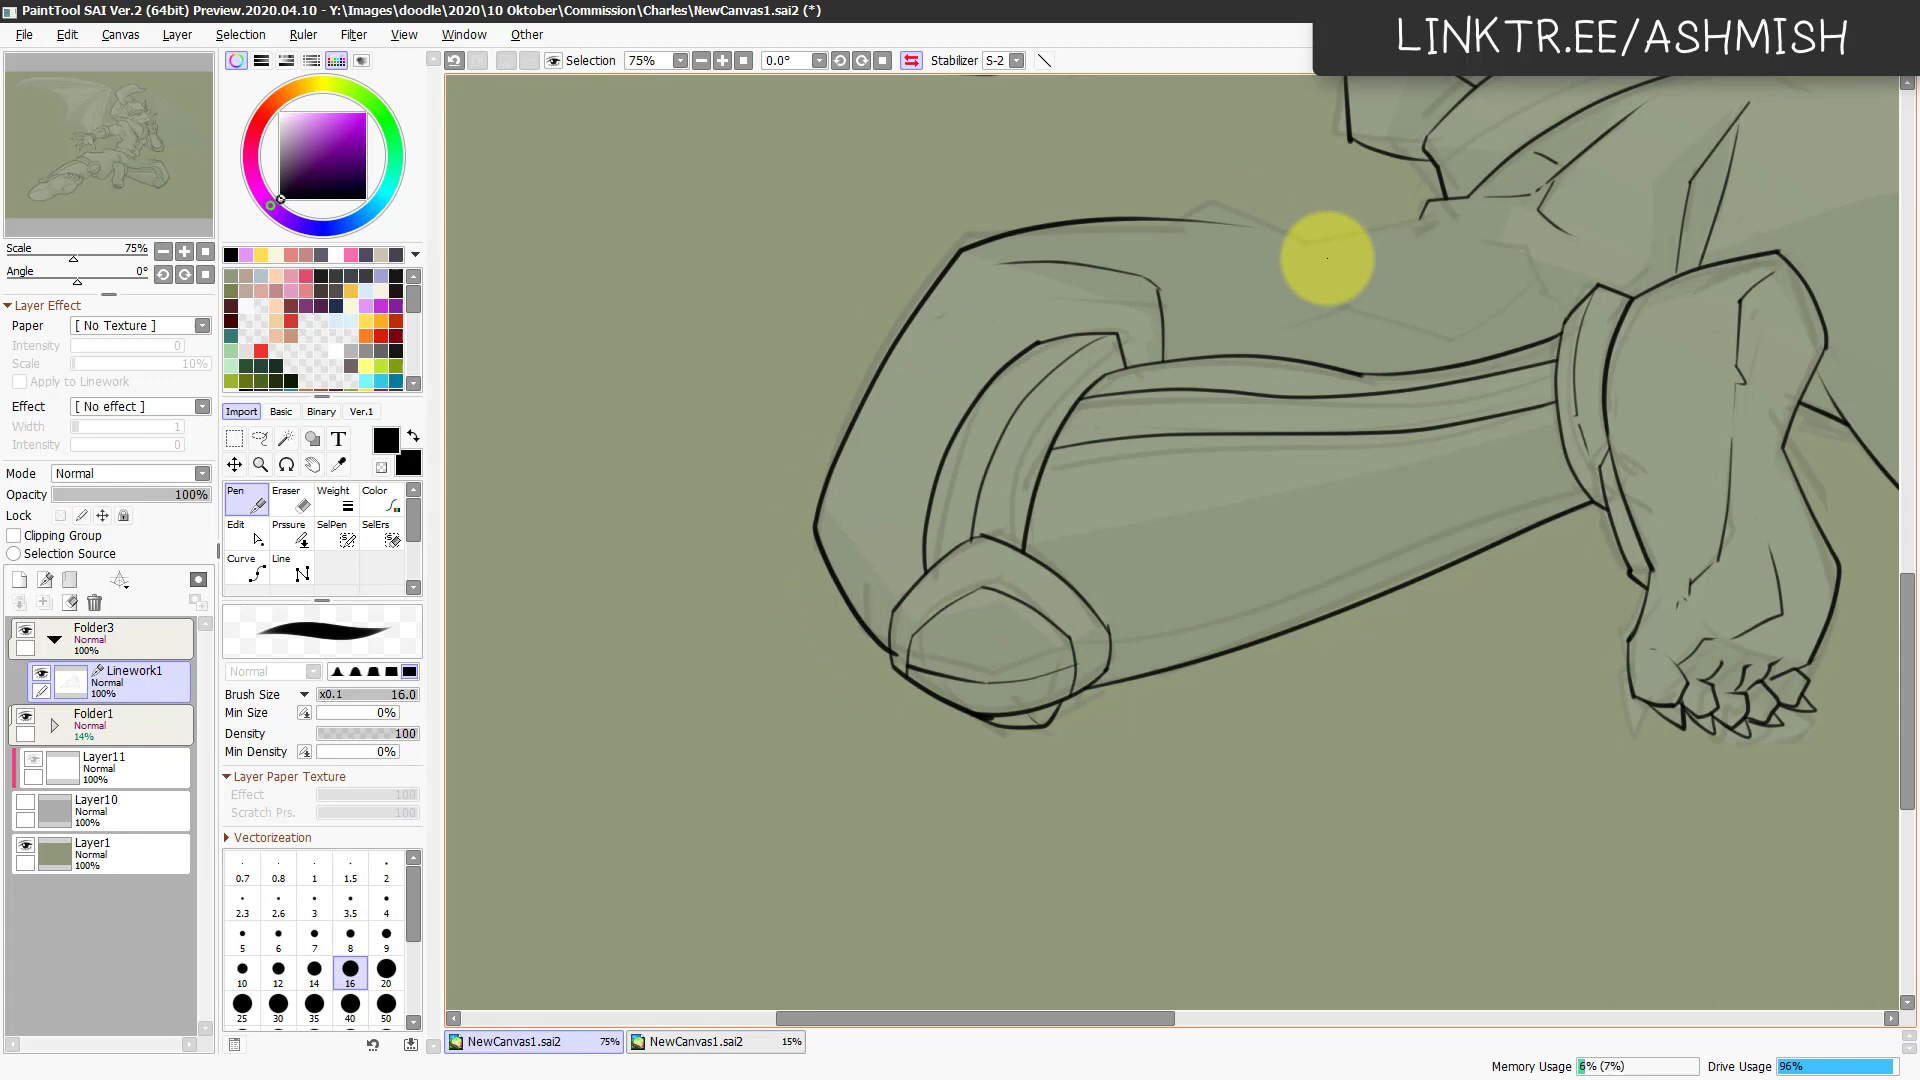 PaintTool SAI Ver.2 (64bit) Preview.2020.04.10 - Y:\Images\doodle\2020\10 Oktober\Commission\Charles\NewCanvas1.sai2 (*)
LINKTR.EE/ASHMISH
File Edit Canvas Layer Selection Ruler Filter View Window Other
Selection 75% 0.0° Stabilizer S-2
Scale 75%
Angle 0°
Layer Effect
Paper [ No Texture ]
Intensity 0
Scale 10%
Apply to Linework
Effect [ No effect ]
Width 1
Intensity 0
Mode Normal
Opacity 100%
Lock
Clipping Group
Selection Source
Folder3
Normal
100%
Linework1
Normal
100%
Folder1
Normal
14%
Layer11
Normal
100%
Layer10
Normal
100%
Layer1
Normal
100%
Import Basic Binary Ver.1
T
Pen Eraser Weight Color
Edit Prssure SelPen SelErs
Curve Line
Normal
Brush Size x0.1 16.0
Min Size 0%
Density 100
Min Density 0%
Layer Paper Texture
Effect 100
Scratch Prs. 100
Vectorization
0.7 0.8 1 1.5 2
2.3 2.6 3 3.5 4
5 6 7 8 9
10 12 14 16 20
25 30 35 40 50
NewCanvas1.sai2 75% NewCanvas1.sai2 15%
Memory Usage 6% (7%) Drive Usage 96%